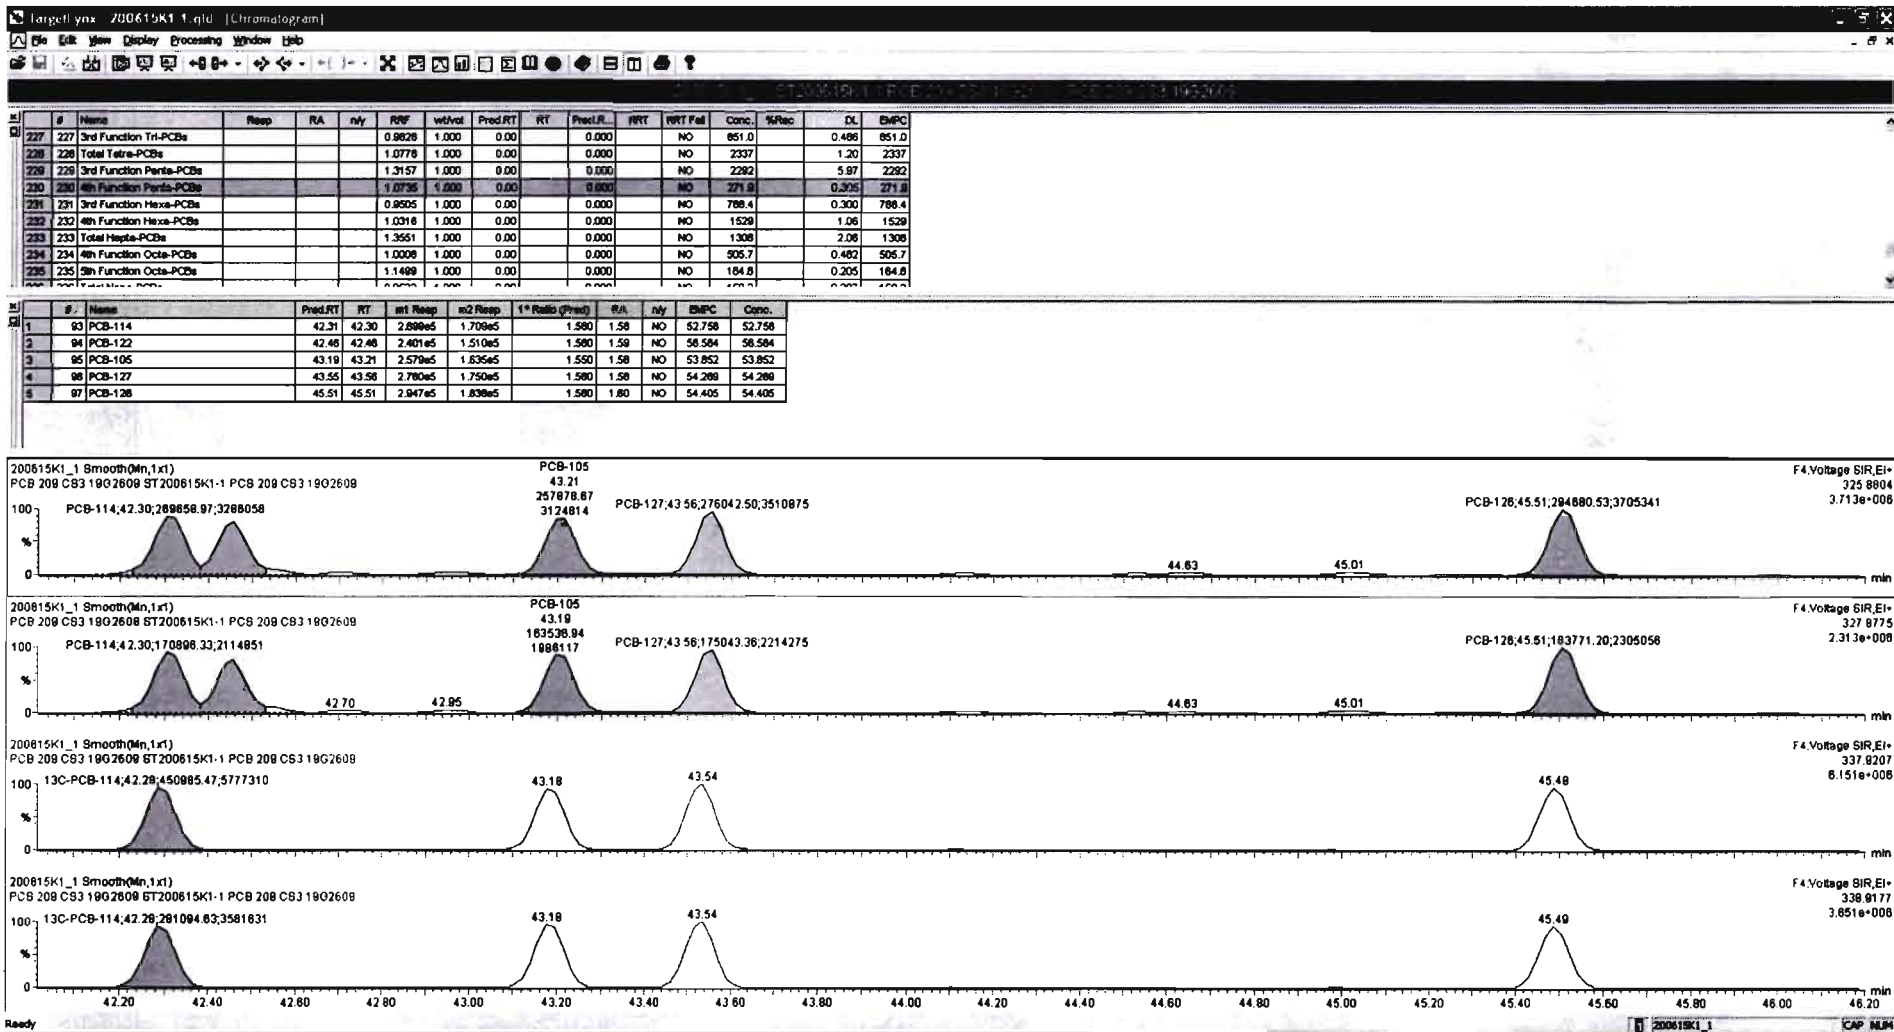 TargetLynx - 200615K1-1.qld - [Chromatogram]
File Edit View Display Processing Window Help
# Name Resp RA n/y RRF wt/vol Pred.RT RT Pred.R... RRT RRT Fail Conc. %Rec DL EMPC
227 227 3rd Function Tri-PCBs 0.9826 1.000 0.00 0.000 NO 851.0 0.486 851.0
228 228 Total Tetra-PCBs 1.0776 1.000 0.00 0.000 NO 2337 1.20 2337
229 229 3rd Function Penta-PCBs 1.3157 1.000 0.00 0.000 NO 2292 5.97 2292
230 230 4th Function Penta-PCBs 1.0735 1.000 0.00 0.000 NO 271.9 0.305 271.9
231 231 3rd Function Hexa-PCBs 0.9505 1.000 0.00 0.000 NO 788.4 0.300 788.4
232 232 4th Function Hexa-PCBs 1.0316 1.000 0.00 0.000 NO 1529 1.06 1529
233 233 Total Hepta-PCBs 1.3551 1.000 0.00 0.000 NO 1308 2.06 1308
234 234 4th Function Octa-PCBs 1.0008 1.000 0.00 0.000 NO 505.7 0.482 505.7
235 235 5th Function Octa-PCBs 1.1499 1.000 0.00 0.000 NO 164.8 0.205 164.8
# Name Pred.RT RT m1 Resp m2 Resp 1° Ratio (Pred) RA n/y EMPC Conc.
1 93 PCB-114 42.31 42.30 2.699e5 1.709e5 1.560 1.58 NO 52.758 52.758
2 94 PCB-122 42.46 42.46 2.401e5 1.510e5 1.560 1.59 NO 56.564 56.564
3 95 PCB-105 43.19 43.21 2.579e5 1.635e5 1.550 1.58 NO 53.852 53.852
4 96 PCB-127 43.55 43.56 2.760e5 1.750e5 1.560 1.58 NO 54.269 54.269
5 97 PCB-126 45.51 45.51 2.947e5 1.838e5 1.560 1.60 NO 54.405 54.405
200615K1_1 Smooth(Mn,1x1)
PCB 209 CS3 19G2609 ST200615K1-1 PCB 209 CS3 19G2609
F4:Voltage SIR,EI+
325.8804
3.713e+006
PCB-114;42.30;269858.97;3286058
PCB-105
43.21
257878.67
3124814
PCB-127;43.56;276042.50;3510875
PCB-126;45.51;294680.53;3705341
44.63 45.01
100
%
0
min
200615K1_1 Smooth(Mn,1x1)
PCB 209 CS3 19G2609 ST200615K1-1 PCB 209 CS3 19G2609
F4:Voltage SIR,EI+
327.8775
2.313e+006
PCB-114;42.30;170896.33;2114851
PCB-105
43.19
163536.94
1986117
PCB-127;43.56;175043.36;2214275
PCB-126;45.51;183771.20;2305056
42.70 42.95 44.63 45.01
100
%
0
min
200615K1_1 Smooth(Mn,1x1)
PCB 209 CS3 19G2609 ST200615K1-1 PCB 209 CS3 19G2609
F4:Voltage SIR,EI+
337.9207
6.151e+006
13C-PCB-114;42.28;450985.47;5777310
43.18 43.54 45.48
100
%
0
min
200615K1_1 Smooth(Mn,1x1)
PCB 209 CS3 19G2609 ST200615K1-1 PCB 209 CS3 19G2609
F4:Voltage SIR,EI+
339.9177
3.851e+006
13C-PCB-114;42.28;291094.63;3581631
43.18 43.54 45.49
100
%
0
min
42.20 42.40 42.60 42.80 43.00 43.20 43.40 43.60 43.80 44.00 44.20 44.40 44.60 44.80 45.00 45.20 45.40 45.60 45.80 46.00 46.20
Ready 200615K1_1 CAP NUM